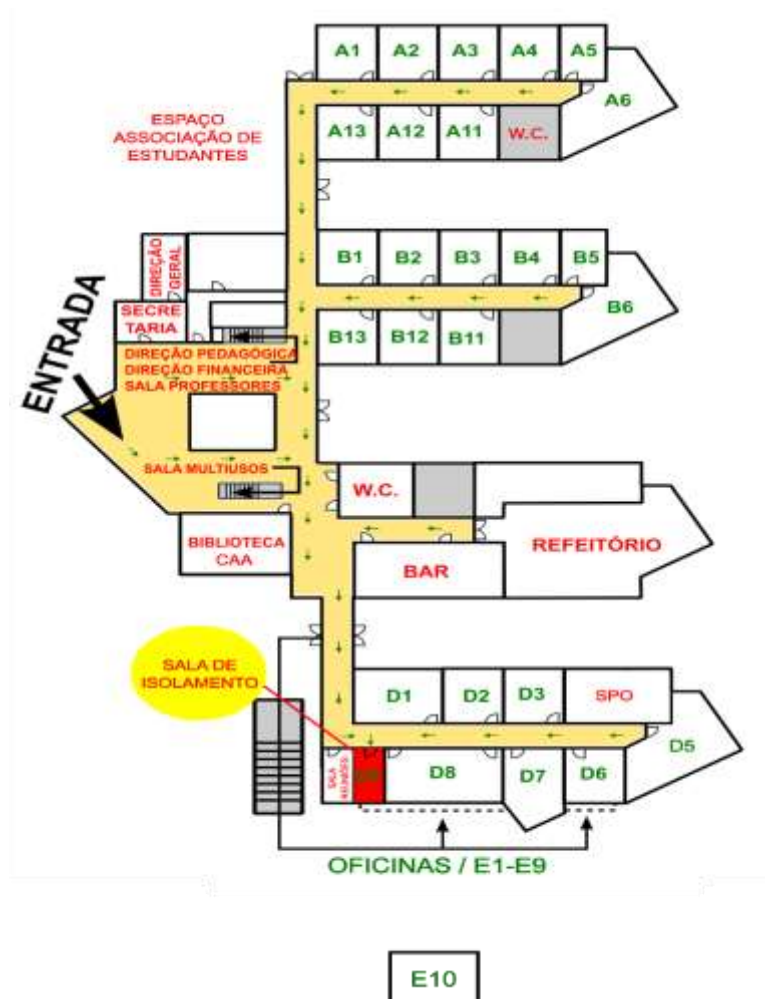 A1 A2 A3 A4 A5
A6
ESPAÇO
ASSOCIAÇÃO DE
ESTUDANTES
A13 A12 A11 W.C.
DIREÇÃO
GERAL
B1 B2 B3 B4 B5
B6
SECRE
TARIA
B13 B12 B11
ENTRADA
DIREÇÃO PEDAGÓGICA
DIREÇÃO FINANCEIRA
SALA PROFESSORES
SALA MULTIUSOS
W.C.
BIBLIOTECA
CAA
BAR
REFEITÓRIO
SALA DE
ISOLAMENTO
D1 D2 D3 SPO
D5
SALA
REUNIÕES
D8 D7 D6
OFICINAS / E1-E9
E10